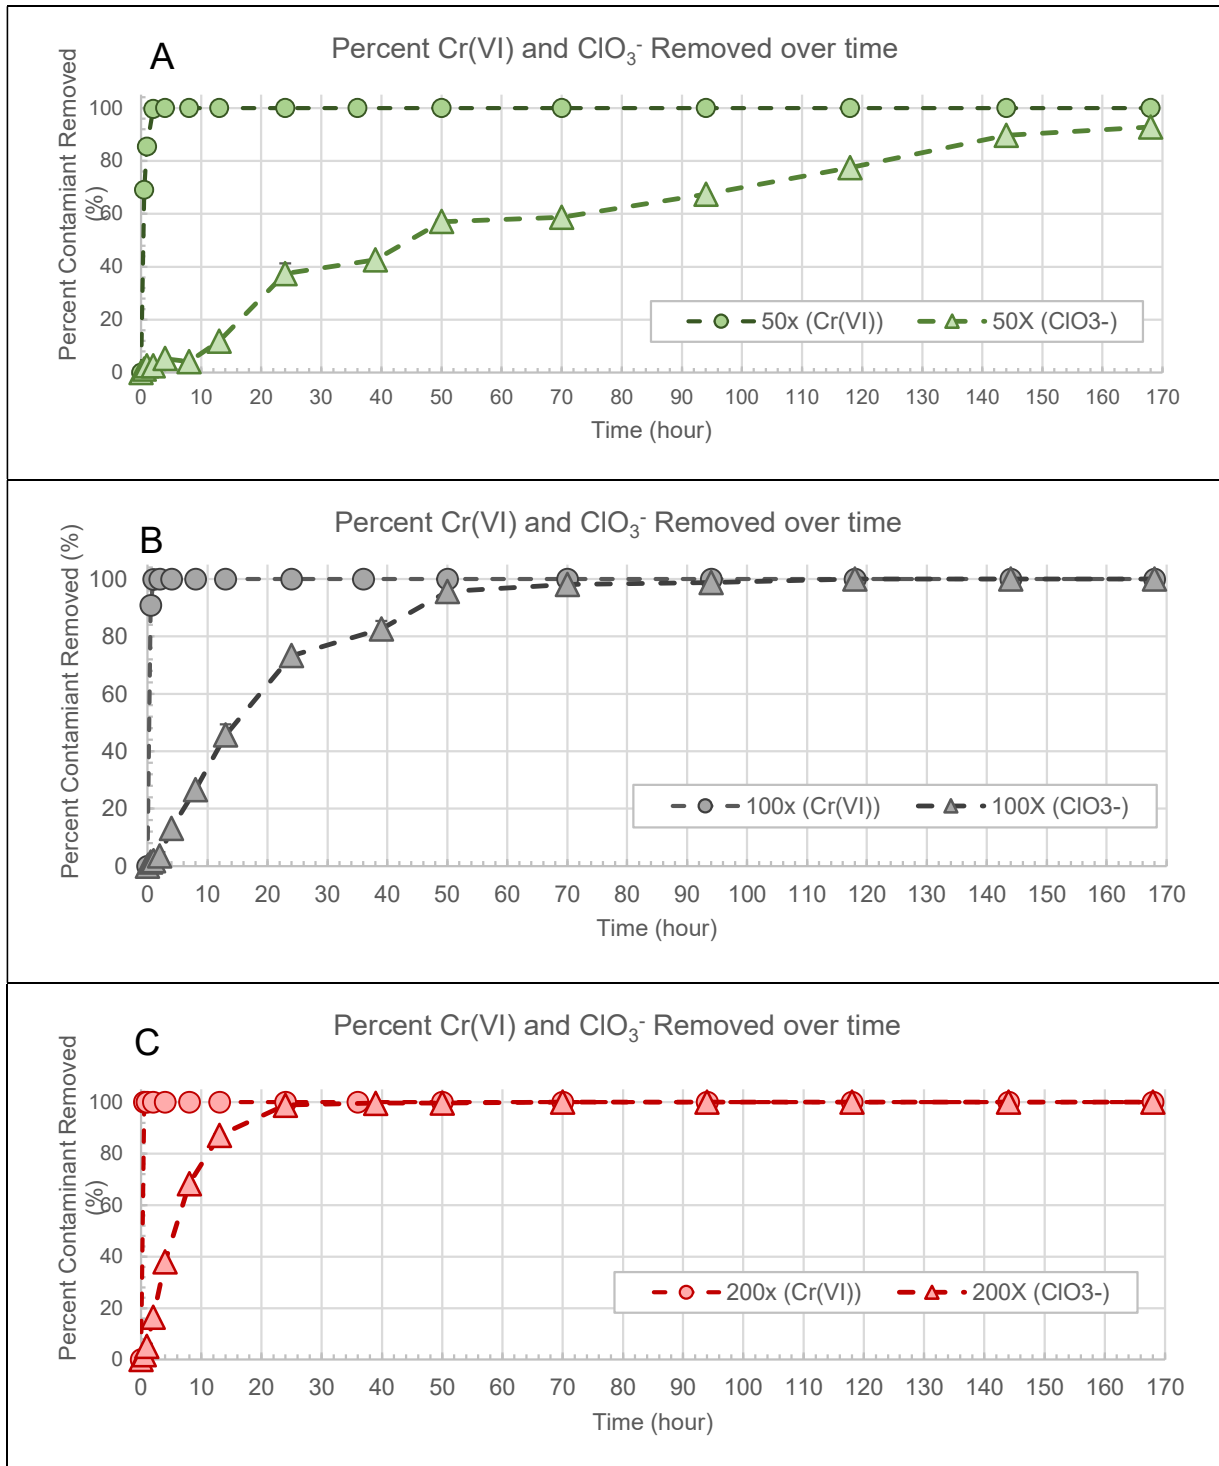 A
Percent Cr(VI) and ClO₃⁻ Removed over time
Percent Contamiant Removed
(%)
100
80
60
40
20
0
50x (Cr(VI))
50X (ClO3-)
0 10 20 30 40 50 60 70 80 90 100 110 120 130 140 150 160 170
Time (hour)
B
Percent Cr(VI) and ClO₃⁻ Removed over time
Percent Contamiant Removed (%)
100
80
60
40
20
0
100x (Cr(VI))
100X (ClO3-)
0 10 20 30 40 50 60 70 80 90 100 110 120 130 140 150 160 170
Time (hour)
C
Percent Cr(VI) and ClO₃⁻ Removed over time
Percent Contaminant Removed
(%)
100
80
60
40
20
0
200x (Cr(VI))
200X (ClO3-)
0 10 20 30 40 50 60 70 80 90 100 110 120 130 140 150 160 170
Time (hour)